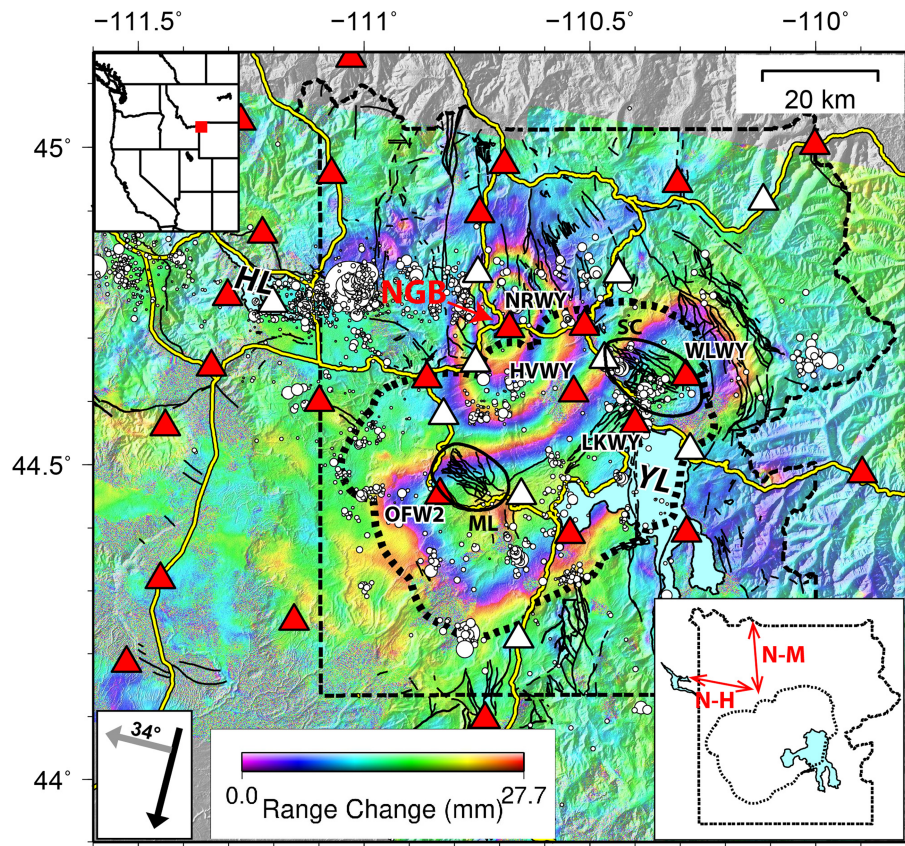 −111.5° −111° −110.5° −110°
45°
44.5°
44°
20 km
HL
NGB
NRWY
SC
WLWY
HVWY
LKWY
YL
OFW2
ML
N-M
N-H
34°
0.0 27.7
Range Change (mm)